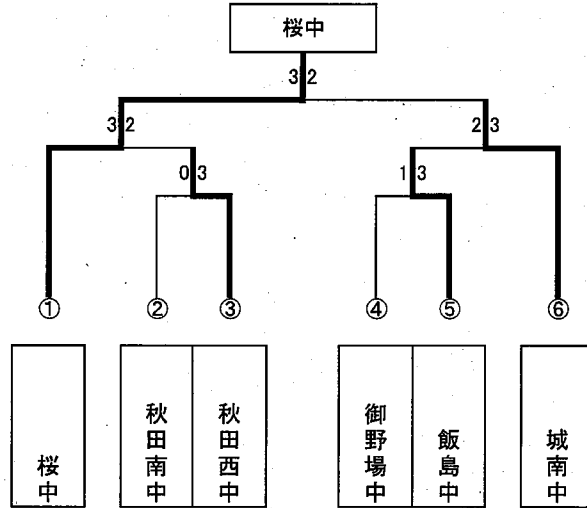 桜中
3 2
3 2
2 3
0 3
1 3
① ② ③ ④ ⑤ ⑥
桜中
秋田南中
秋田西中
御野場中
飯島中
城南中